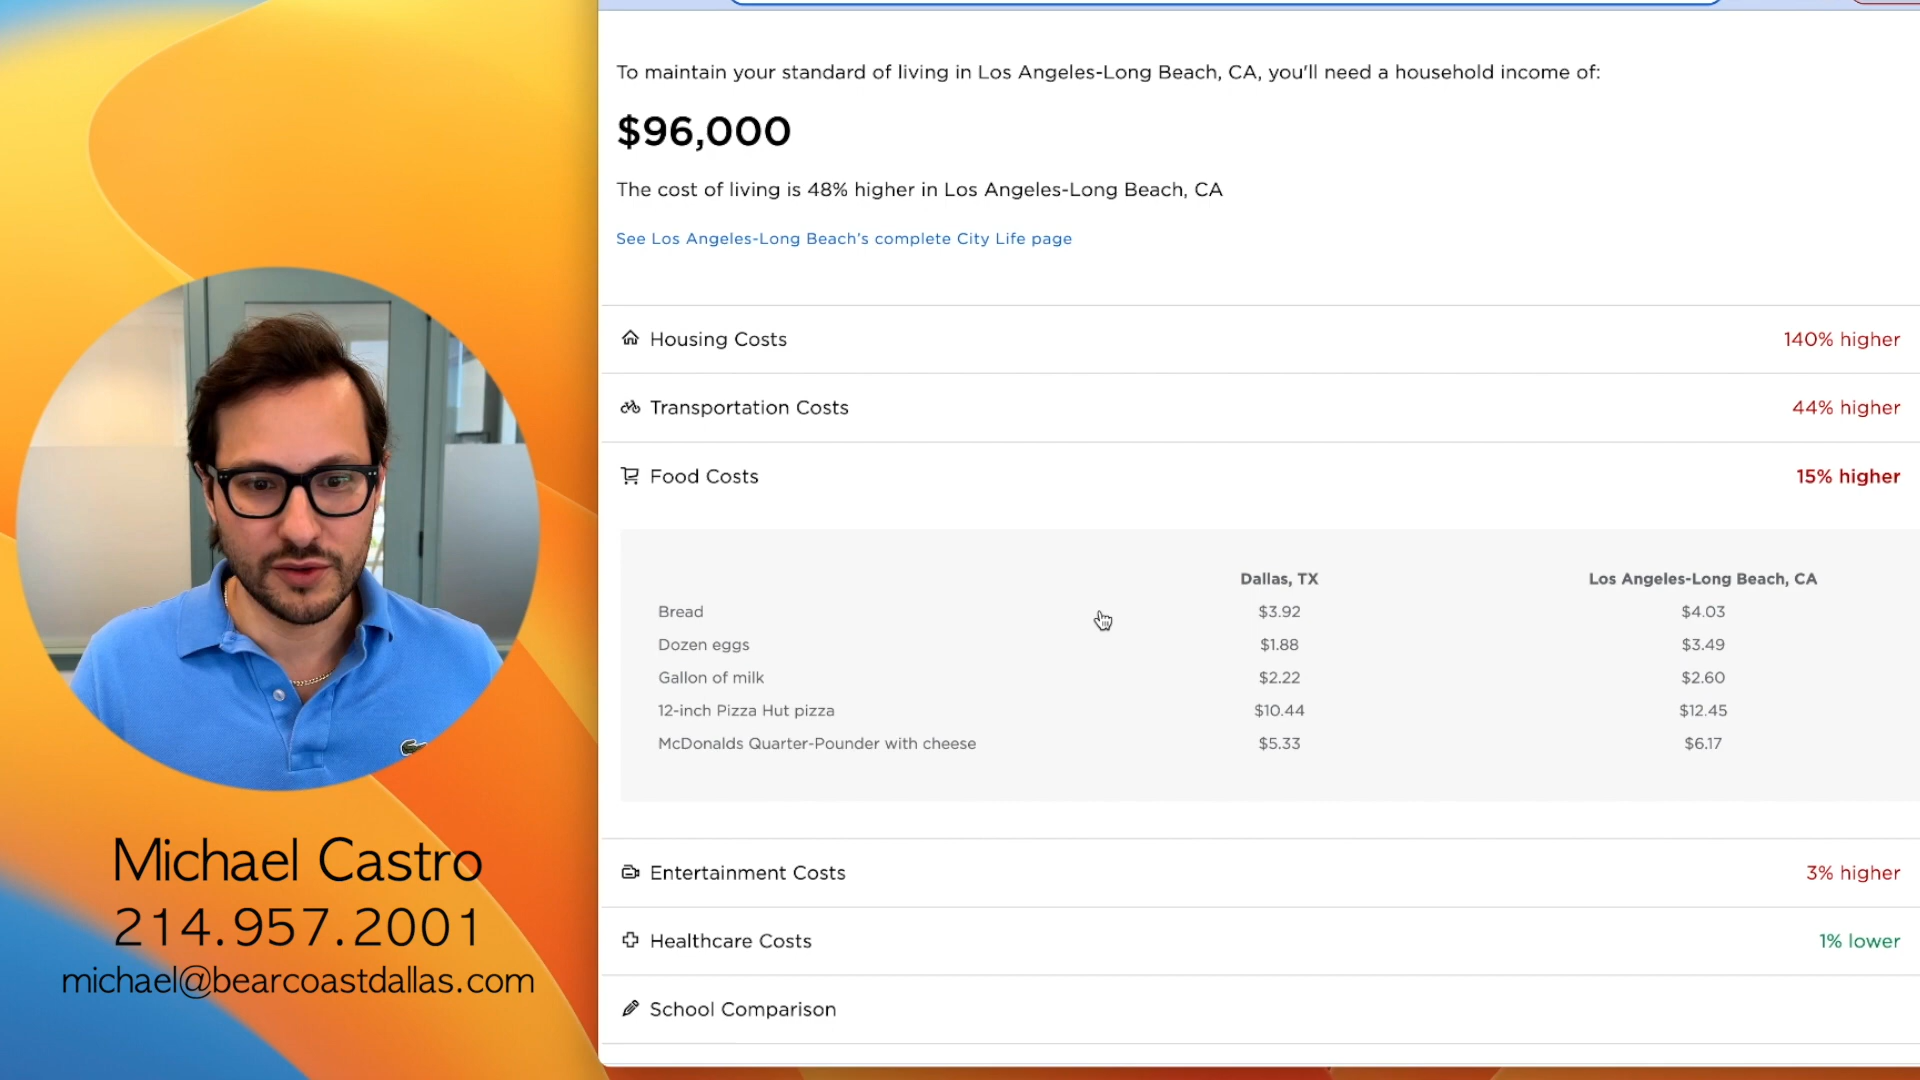 To maintain your standard of living in Los Angeles-Long Beach, CA, you'll need a household income of:
$96,000
The cost of living is 48% higher in Los Angeles-Long Beach, CA
See Los Angeles-Long Beach's complete City Life page
Housing Costs 140% higher
Transportation Costs 44% higher
Food Costs 15% higher
Dallas, TX Los Angeles-Long Beach, CA
Bread $3.92 $4.03
Dozen eggs $1.88 $3.49
Gallon of milk $2.22 $2.60
12-inch Pizza Hut pizza $10.44 $12.45
McDonalds Quarter-Pounder with cheese $5.33 $6.17
Entertainment Costs 3% higher
Healthcare Costs 1% lower
School Comparison
Michael Castro
214.957.2001
michael@bearcoastdallas.com